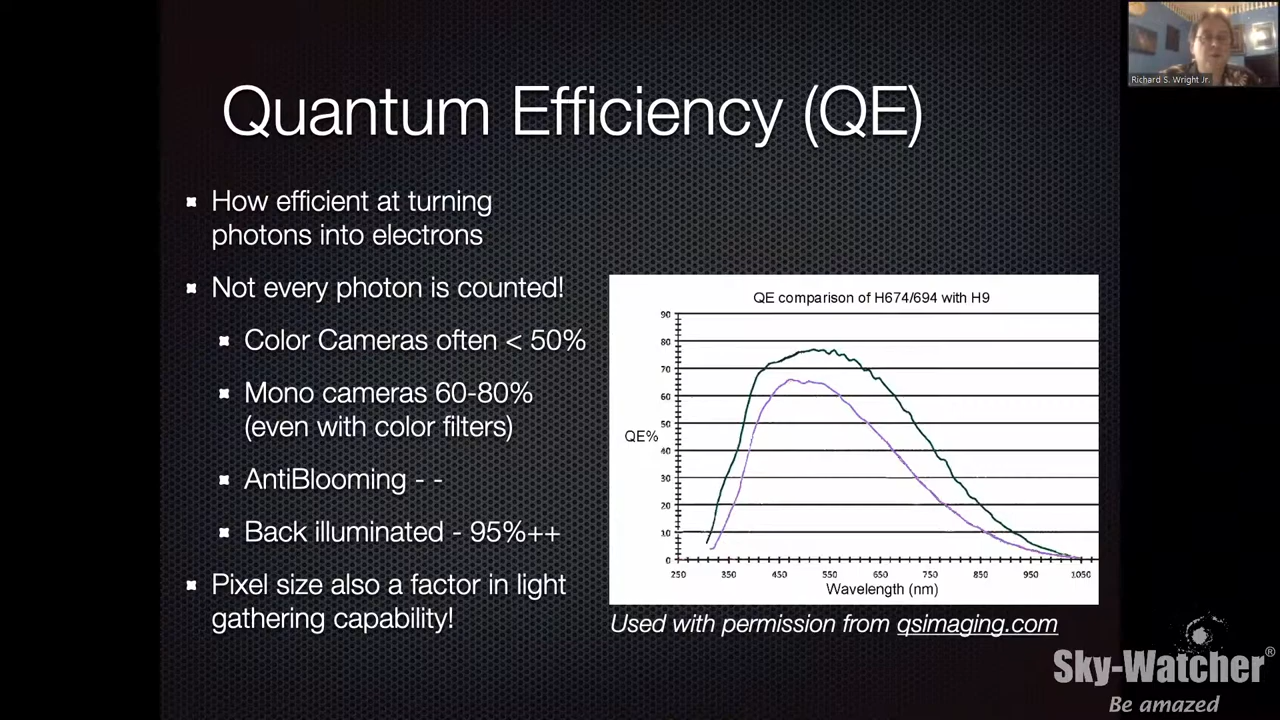 Richard S. Wright Jr.
Quantum Efficiency (QE)
How efficient at turning
photons into electrons
Not every photon is counted!
Color Cameras often < 50%
Mono cameras 60-80%
(even with color filters)
AntiBlooming - -
Back illuminated - 95%++
Pixel size also a factor in light
gathering capability!
QE comparison of H674/694 with H9
90
80
70
60
50
40
30
20
10
0
QE%
250 350 450 550 650 750 850 950 1050
Wavelength (nm)
Used with permission from qsimaging.com
Sky-Watcher®
Be amazed